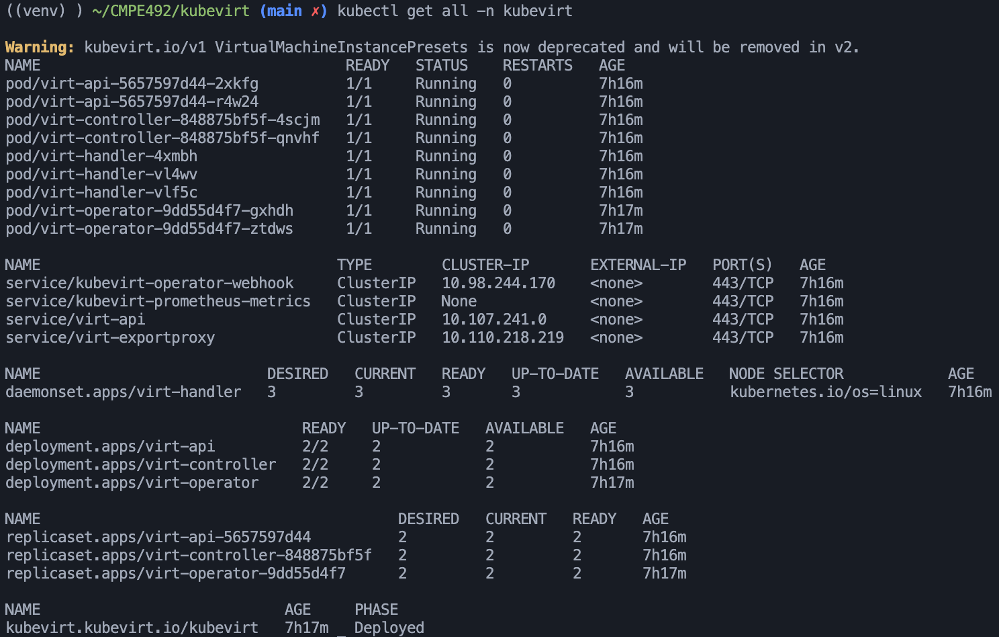 ((venv) ) ~/CMPE492/kubevirt (main ✗) kubectl get all -n kubevirt
Warning: kubevirt.io/v1 VirtualMachineInstancePresets is now deprecated and will be removed in v2.
NAME READY STATUS RESTARTS AGE
pod/virt-api-5657597d44-2xkfg 1/1 Running 0 7h16m
pod/virt-api-5657597d44-r4w24 1/1 Running 0 7h16m
pod/virt-controller-848875bf5f-4scjm 1/1 Running 0 7h16m
pod/virt-controller-848875bf5f-qnvhf 1/1 Running 0 7h16m
pod/virt-handler-4xmbh 1/1 Running 0 7h16m
pod/virt-handler-vl4wv 1/1 Running 0 7h16m
pod/virt-handler-vlf5c 1/1 Running 0 7h16m
pod/virt-operator-9dd55d4f7-gxhdh 1/1 Running 0 7h17m
pod/virt-operator-9dd55d4f7-ztdws 1/1 Running 0 7h17m
NAME TYPE CLUSTER-IP EXTERNAL-IP PORT(S) AGE
service/kubevirt-operator-webhook ClusterIP 10.98.244.170 <none> 443/TCP 7h16m
service/kubevirt-prometheus-metrics ClusterIP None <none> 443/TCP 7h16m
service/virt-api ClusterIP 10.107.241.0 <none> 443/TCP 7h16m
service/virt-exportproxy ClusterIP 10.110.218.219 <none> 443/TCP 7h16m
NAME DESIRED CURRENT READY UP-TO-DATE AVAILABLE NODE SELECTOR AGE
daemonset.apps/virt-handler 3 3 3 3 3 kubernetes.io/os=linux 7h16m
NAME READY UP-TO-DATE AVAILABLE AGE
deployment.apps/virt-api 2/2 2 2 7h16m
deployment.apps/virt-controller 2/2 2 2 7h16m
deployment.apps/virt-operator 2/2 2 2 7h17m
NAME DESIRED CURRENT READY AGE
replicaset.apps/virt-api-5657597d44 2 2 2 7h16m
replicaset.apps/virt-controller-848875bf5f 2 2 2 7h16m
replicaset.apps/virt-operator-9dd55d4f7 2 2 2 7h17m
NAME AGE PHASE
kubevirt.kubevirt.io/kubevirt 7h17m Deployed